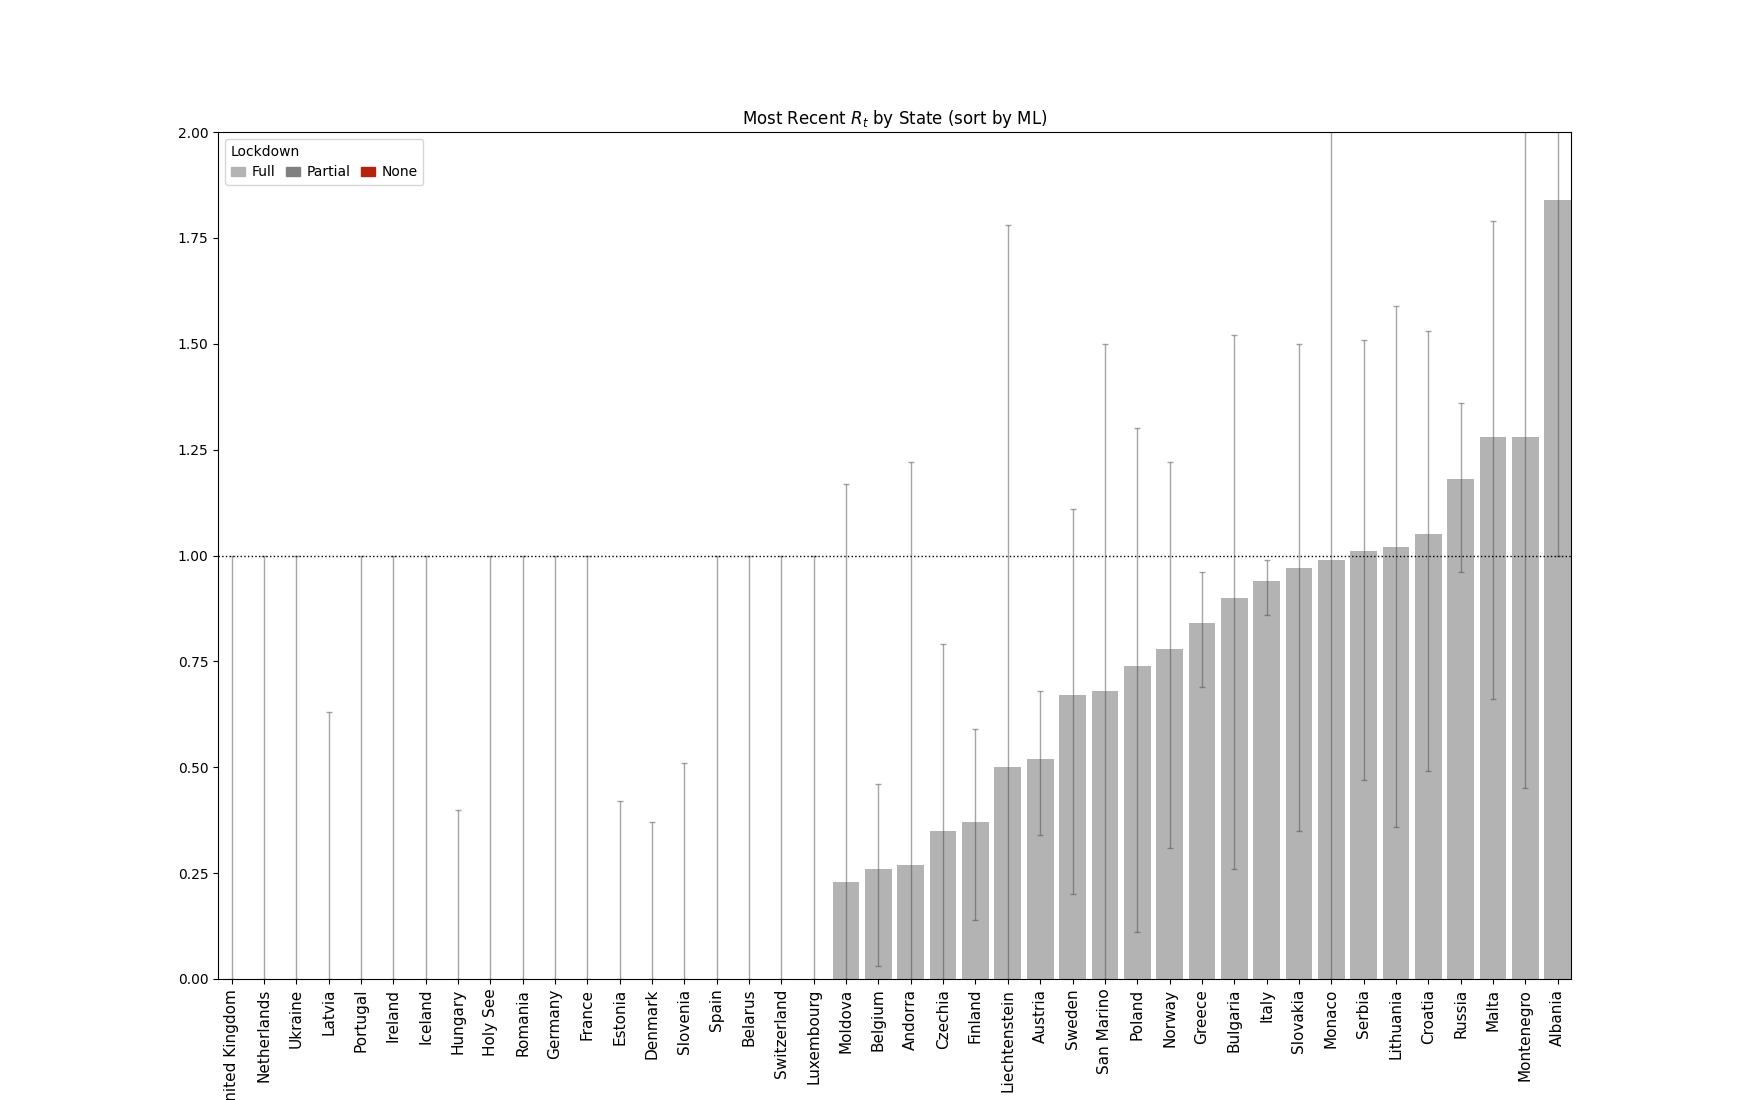 Most Recent Rt by State (sort by ML)
2.00
Lockdown
Full Partial None
1.75
1.50
1.25
1.00
0.75
0.50
0.25
0.00
nited Kingdom
Netherlands
Ukraine
Latvia
Portugal
Ireland
Iceland
Hungary
Holy See
Romania
Germany
France
Estonia
Denmark
Slovenia
Spain
Belarus
Switzerland
Luxembourg
Moldova
Belgium
Andorra
Czechia
Finland
Liechtenstein
Austria
Sweden
San Marino
Poland
Norway
Greece
Bulgaria
Italy
Slovakia
Monaco
Serbia
Lithuania
Croatia
Russia
Malta
Montenegro
Albania